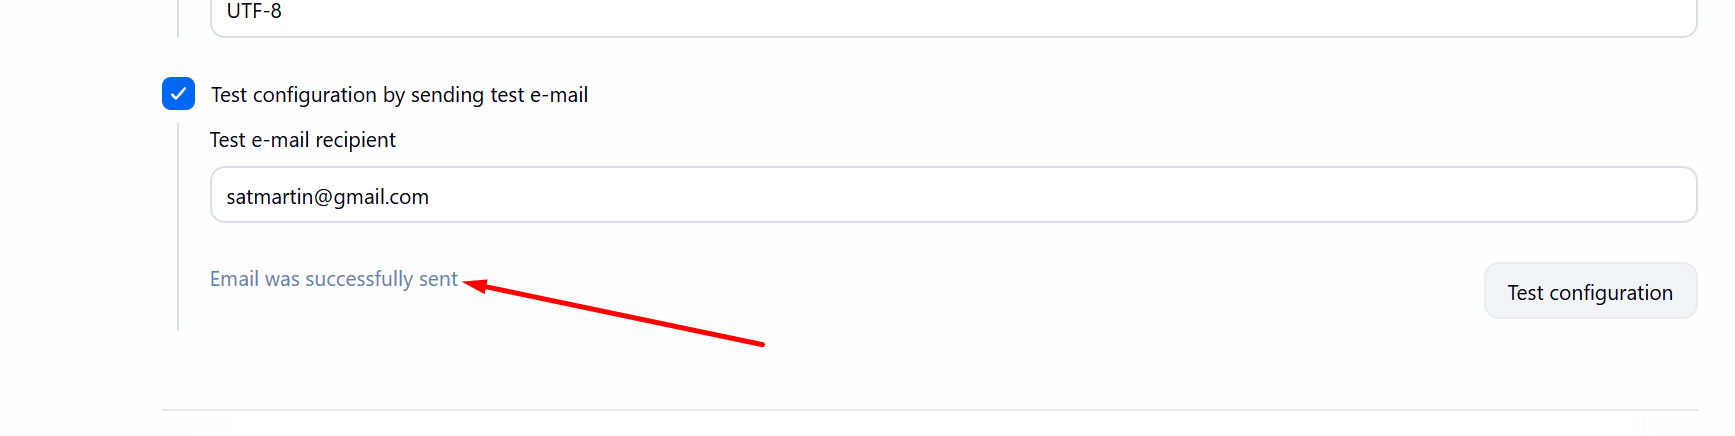 UTF-8
Test configuration by sending test e-mail
Test e-mail recipient
satmartin@gmail.com
Email was successfully sent
Test configuration